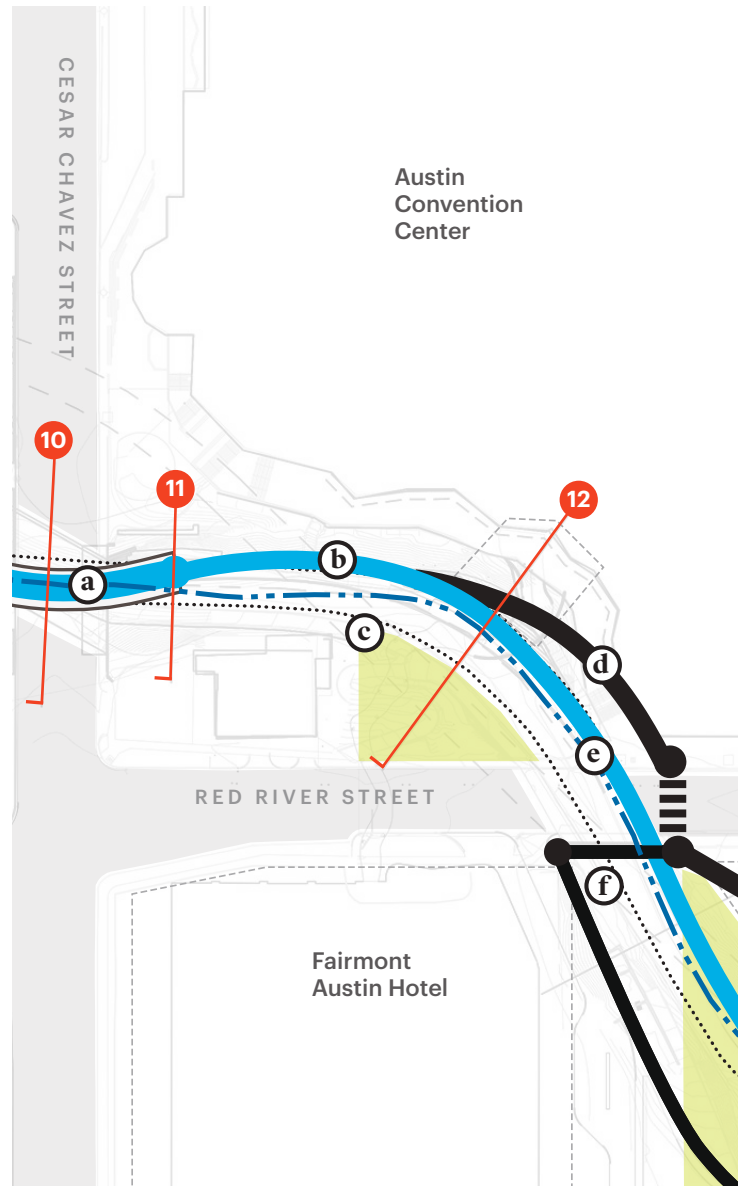 CESAR CHAVEZ STREET
Austin
Convention
Center
10
11
12
a
b
c
d
e
RED RIVER STREET
f
Fairmont
Austin Hotel